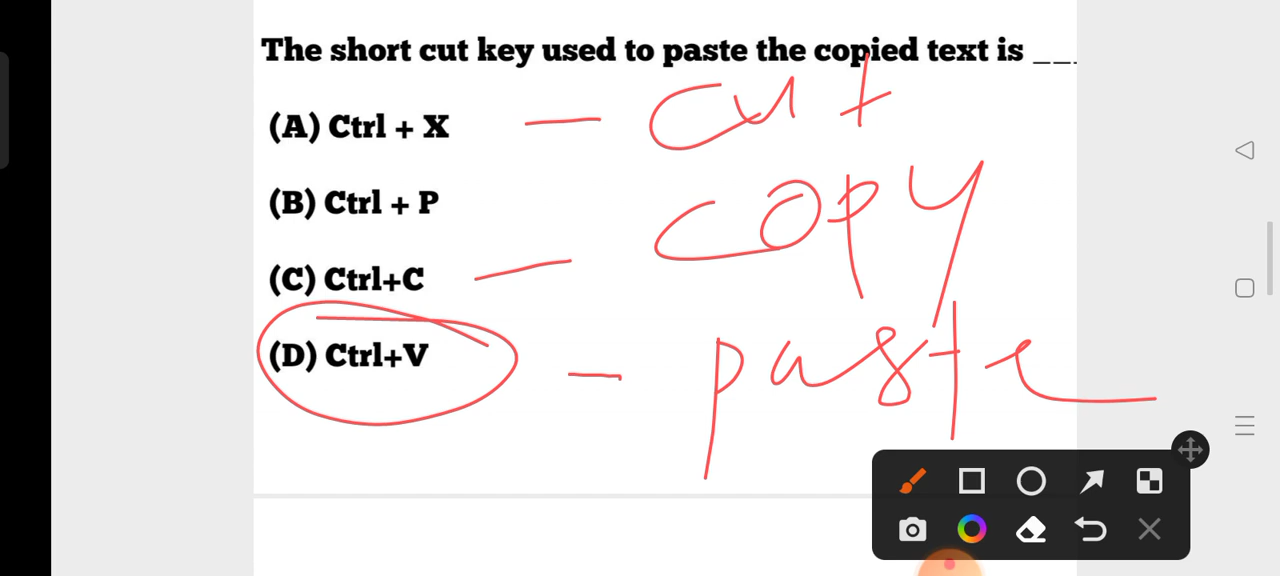 The short cut key used to paste the copied text is ___
(A) Ctrl + X — cut
(B) Ctrl + P copy
(C) Ctrl+C —
(D) Ctrl+V — paste